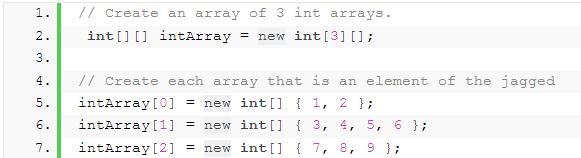 1. // Create an array of 3 int arrays.
2. int[][] intArray = new int[3][];
3.
4. // Create each array that is an element of the jagged
5. intArray[0] = new int[] { 1, 2 };
6. intArray[1] = new int[] { 3, 4, 5, 6 };
7. intArray[2] = new int[] { 7, 8, 9 };